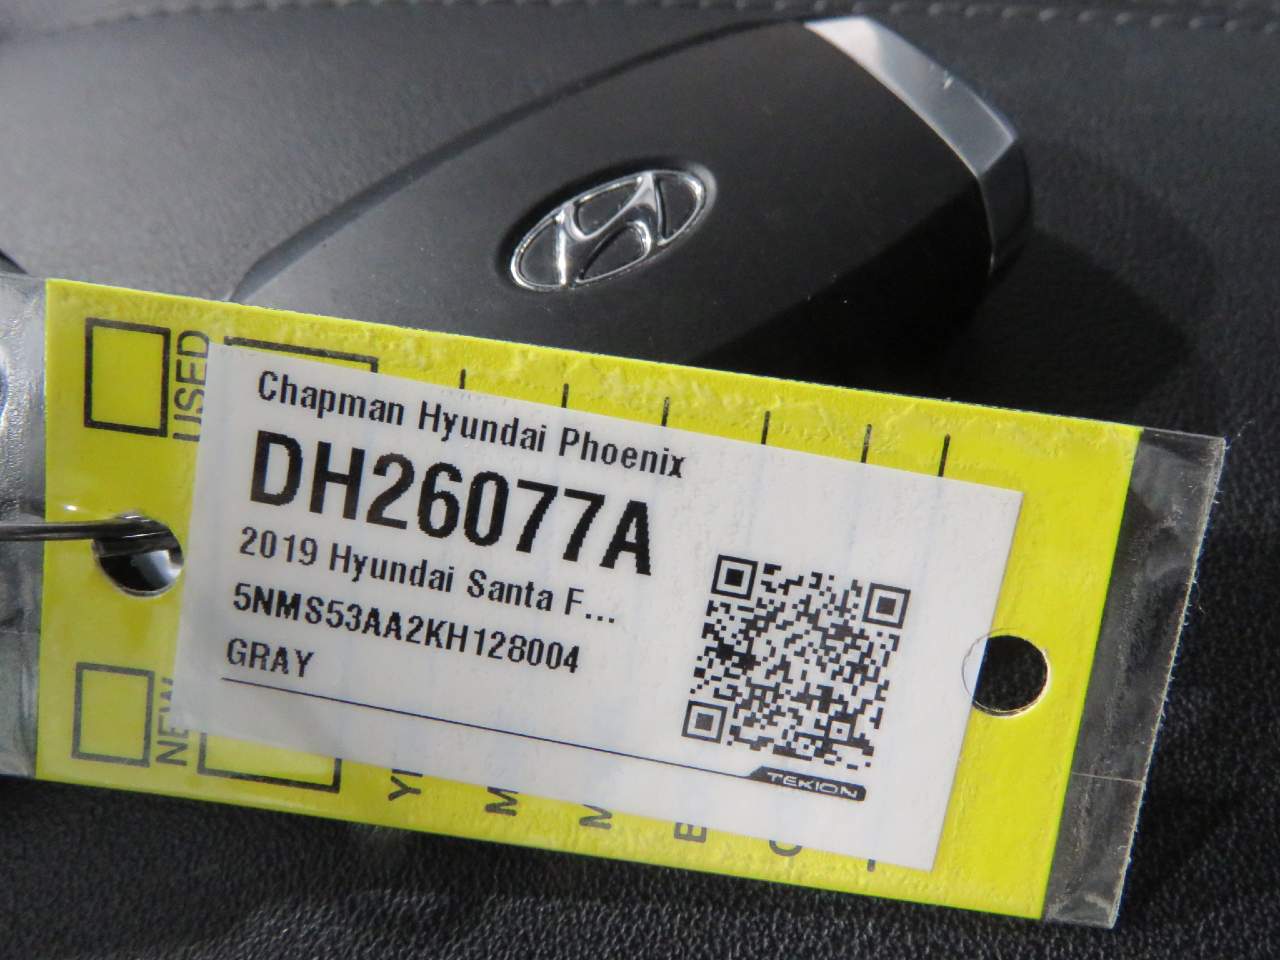 USED
Chapman Hyundai Phoenix
DH26077A
2019 Hyundai Santa F...
5NMS53AA2KH128004
GRAY
TEKION
NEW